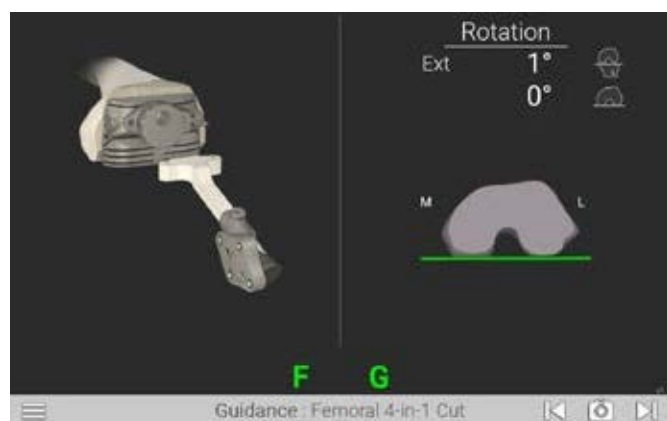 Rotation
Ext 1°
0°
M L
F G
Guidance : Femoral 4-in-1 Cut